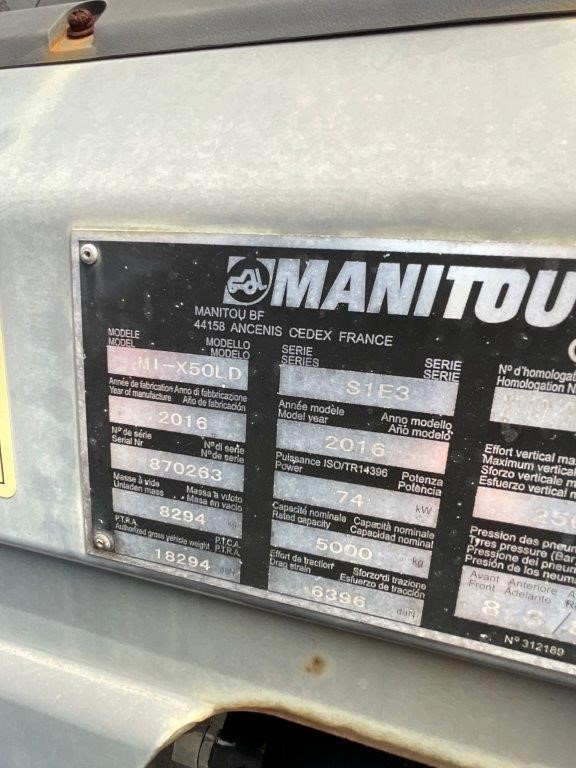 MANITOU
MANITOU BF
44158 ANCENIS CEDEX FRANCE
MODELE MODELLO
MODEL MODELO
MI-X50LD
SERIE SERIE
SERIES SERIE
S1E3
N° d'homologat
Homologation N
Année de fabrication Anno di fabbricazione
Year of manufacture Año de fabricación
2016
Année modèle Anno modello
Model year Año modelo
2016
N° de série N° di serie
Serial Nr N° de serie
870263
Puissance ISO/TR14396 Potenza
Power Potência
74 kW
Effort vertical ma
Maximum vertical
Sforzo verticale m
Esfuerzo vertical n
Masse à vide Massa a vuoto
Unladen mass Masa en vacío
8294 kg
Capacité nominale Capacità nominale
Rated capacity Capacidad nominal
5000 kg
Pression des pneum
Tyres pressure (Bar
Pressione dei pneum
Presión de los neum
P.T.R.A. P.T.C.A.
Authorized gross vehicle weight P.T.R.A.
18294 daN
Effort de traction Sforzo di trazione
Drag strain Esfuerzo de tracción
6396 daN
Avant Anteriore
Front Adelante
N° 312189